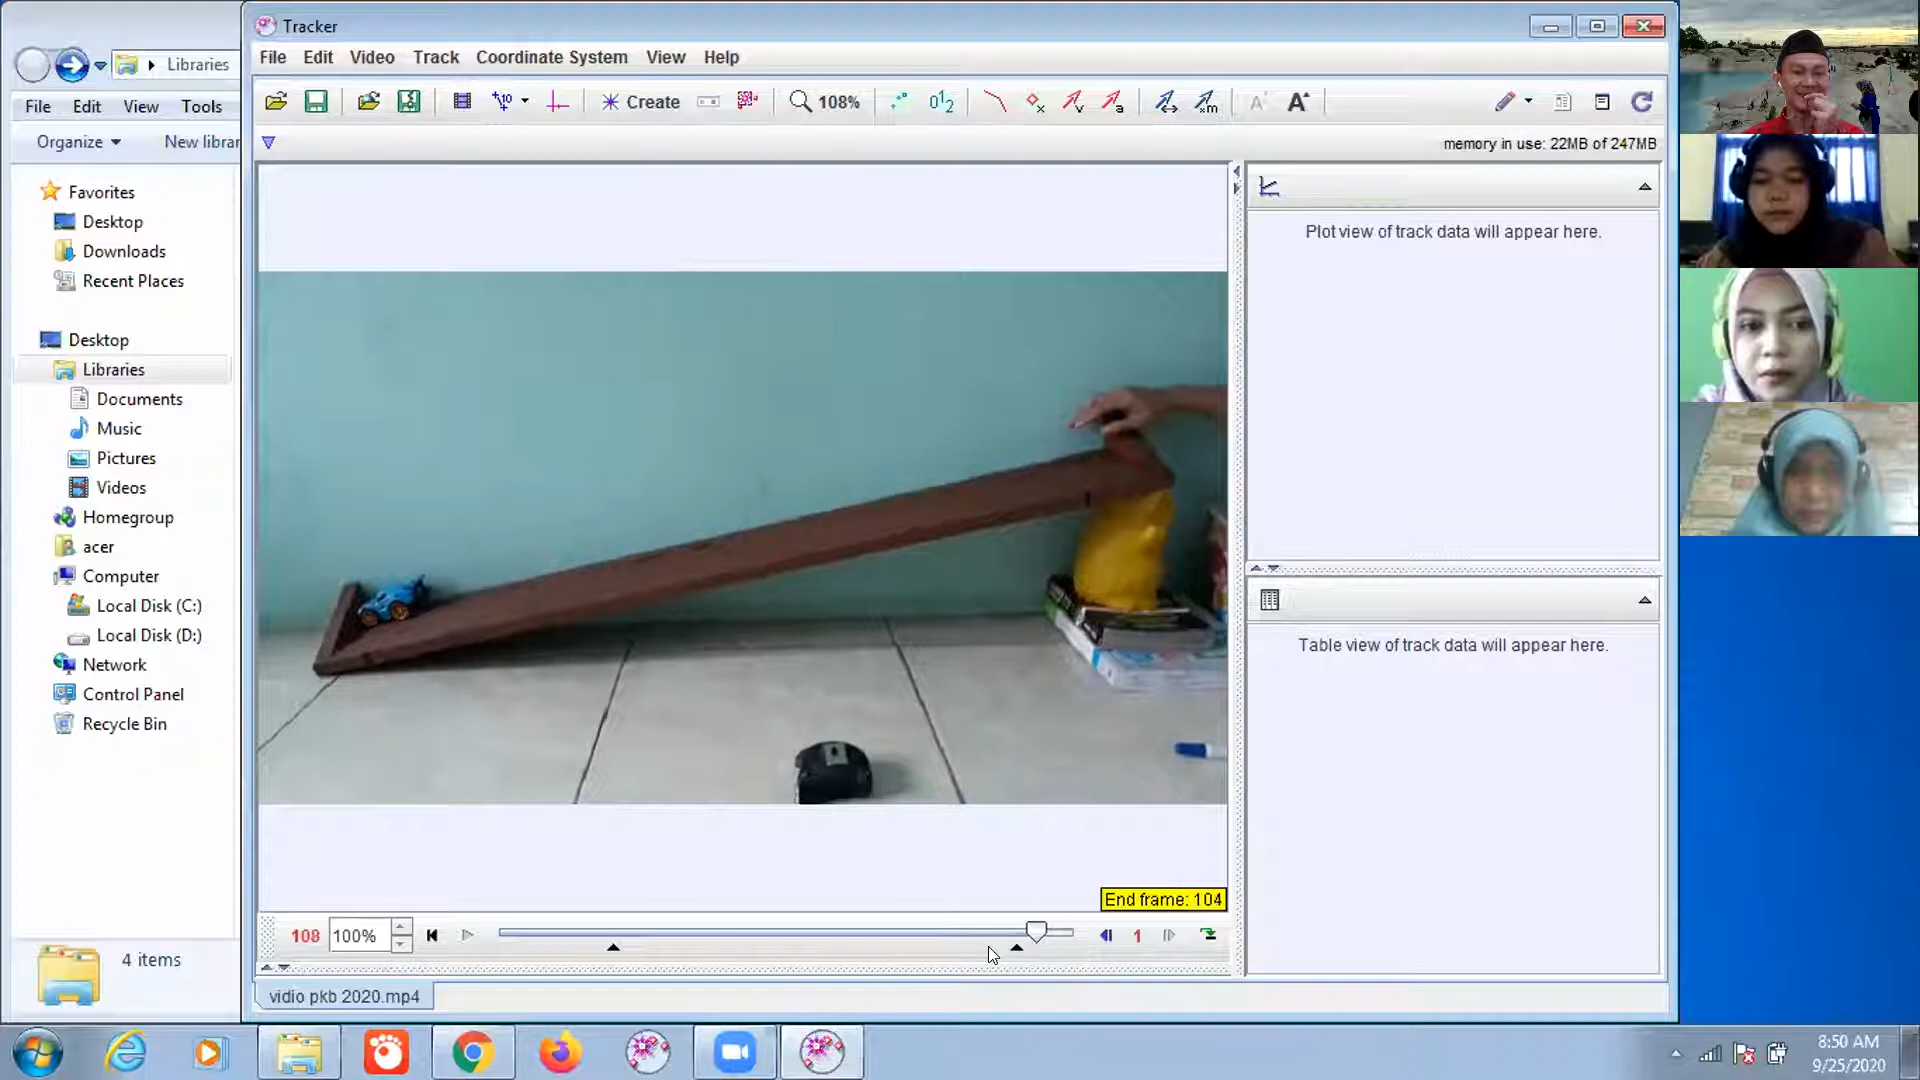 Tracker
File Edit Video Track Coordinate System View Help
Create 108%
memory in use: 22MB of 247MB
Libraries
File Edit View Tools
Organize New librar
Favorites
Desktop
Downloads
Recent Places
Desktop
Libraries
Documents
Music
Pictures
Videos
Homegroup
acer
Computer
Local Disk (C:)
Local Disk (D:)
Network
Control Panel
Recycle Bin
4 items
Plot view of track data will appear here.
Table view of track data will appear here.
End frame: 104
108 100% 1
vidio pkb 2020.mp4
8:50 AM
9/25/2020